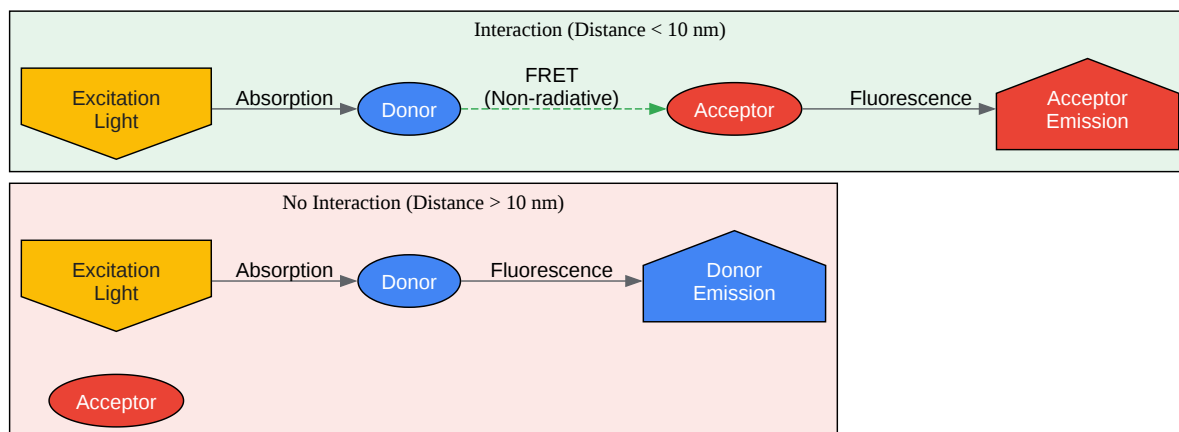 Interaction (Distance < 10 nm)
Excitation
Light
Absorption
Donor
FRET
(Non-radiative)
Acceptor
Fluorescence
Acceptor
Emission
No Interaction (Distance > 10 nm)
Excitation
Light
Absorption
Donor
Fluorescence
Donor
Emission
Acceptor